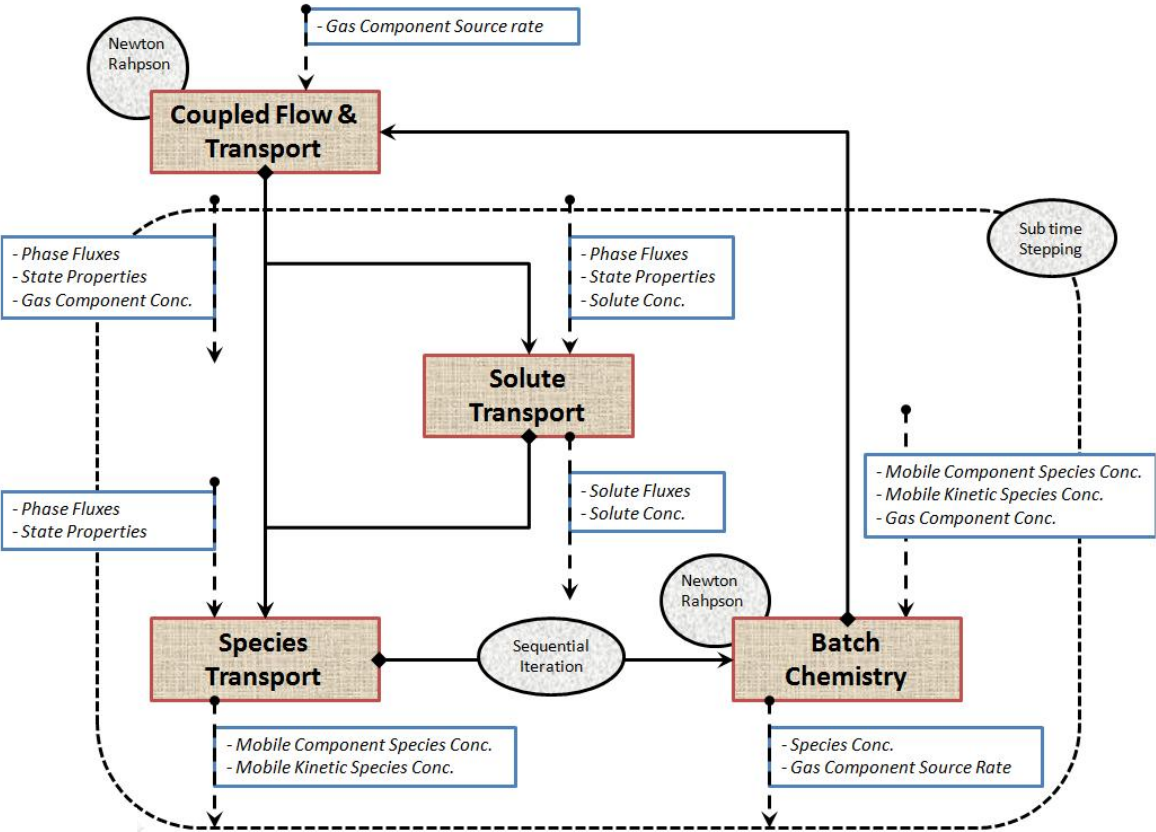 - Gas Component Source rate
Newton
Rahpson
Coupled Flow &
Transport
Sub time
Stepping
- Phase Fluxes
- State Properties
- Gas Component Conc.
- Phase Fluxes
- State Properties
- Solute Conc.
Solute
Transport
- Mobile Component Species Conc.
- Mobile Kinetic Species Conc.
- Gas Component Conc.
- Solute Fluxes
- Solute Conc.
- Phase Fluxes
- State Properties
Newton
Rahpson
Species
Transport
Sequential
Iteration
Batch
Chemistry
- Mobile Component Species Conc.
- Mobile Kinetic Species Conc.
- Species Conc.
- Gas Component Source Rate